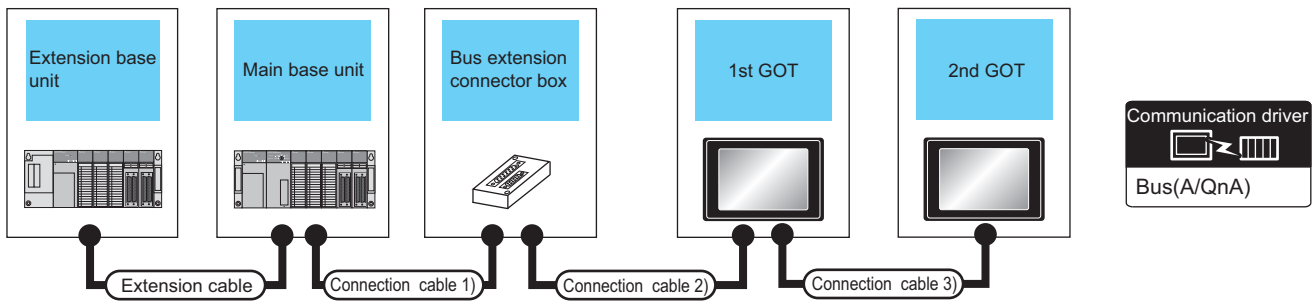 Extension base
unit
Main base unit
Bus extension
connector box
1st GOT
2nd GOT
Communication driver
Bus(A/QnA)
Extension cable
Connection cable 1)
Connection cable 2)
Connection cable 3)